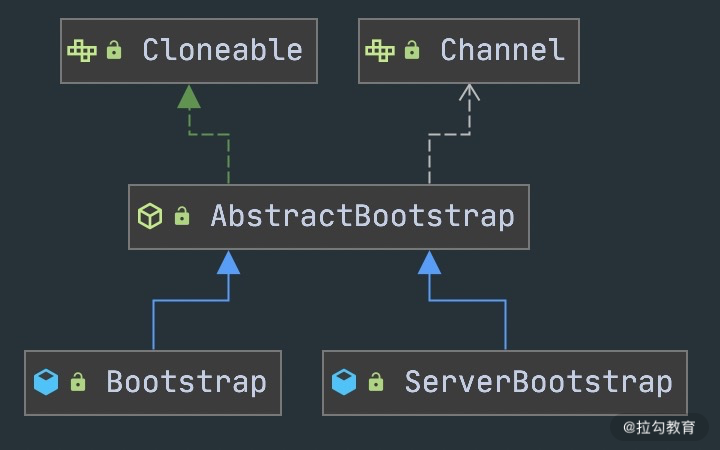 Cloneable
Channel
AbstractBootstrap
Bootstrap
ServerBootstrap
@拉勾教育